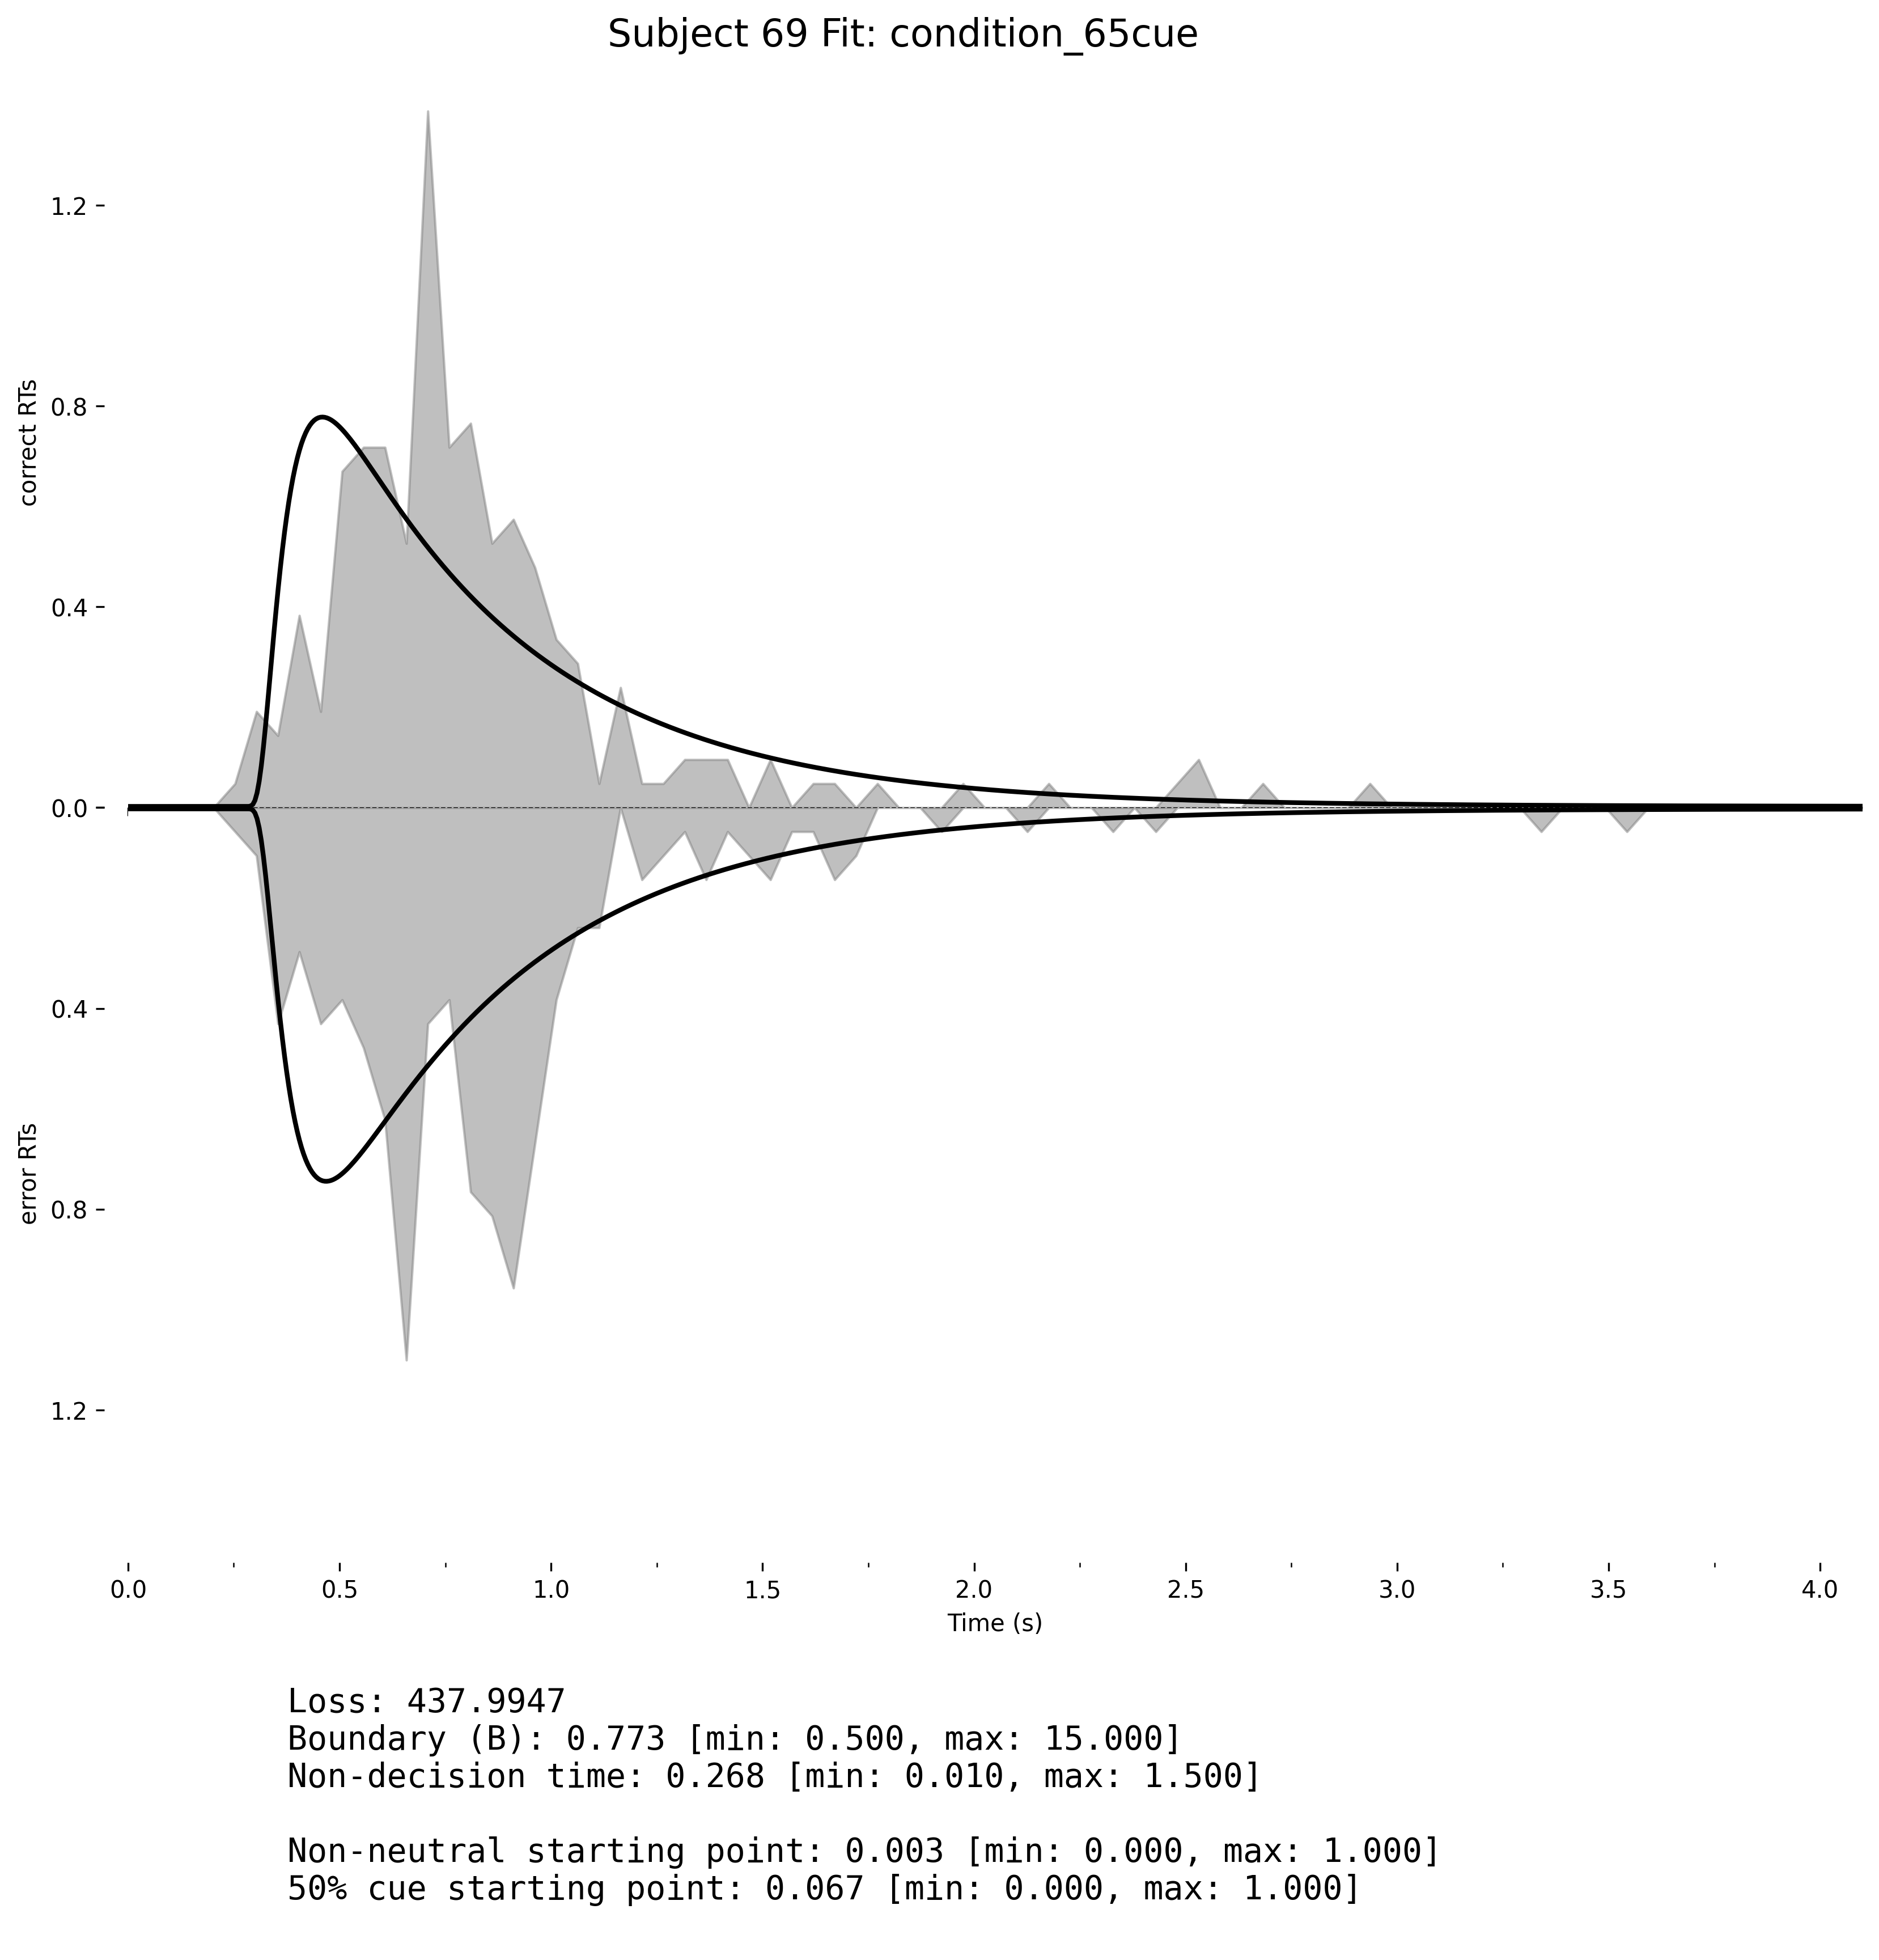 Subject 69 Fit: condition_65cue
1.2
0.8
correct RTs
0.4
0.0
0.4
error RTs
0.8
1.2
0.0 0.5 1.0 1.5 2.0 2.5 3.0 3.5 4.0
Time (s)
Loss: 437.9947
Boundary (B): 0.773 [min: 0.500, max: 15.000]
Non-decision time: 0.268 [min: 0.010, max: 1.500]
Non-neutral starting point: 0.003 [min: 0.000, max: 1.000]
50% cue starting point: 0.067 [min: 0.000, max: 1.000]